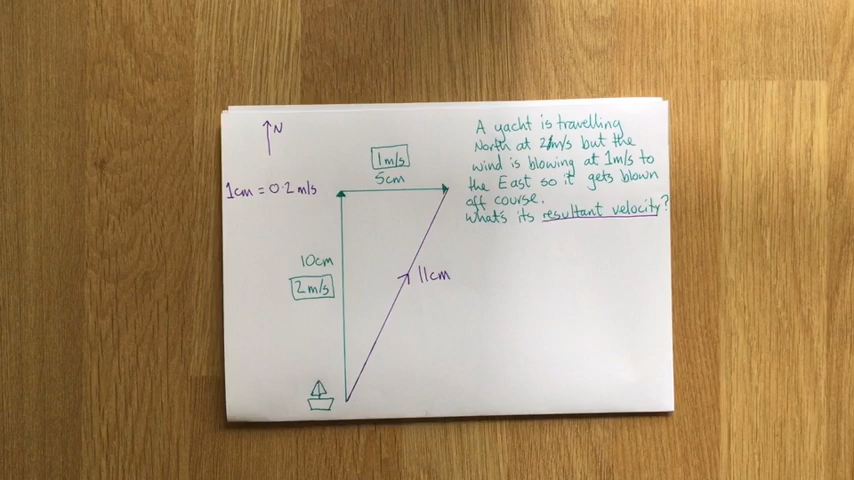 N
1cm = 0.2 m/s
1m/s
5cm
10cm
2m/s
11cm
A yacht is travelling
North at 2m/s but the
wind is blowing at 1m/s to
the East so it gets blown
off course.
What's its resultant velocity?